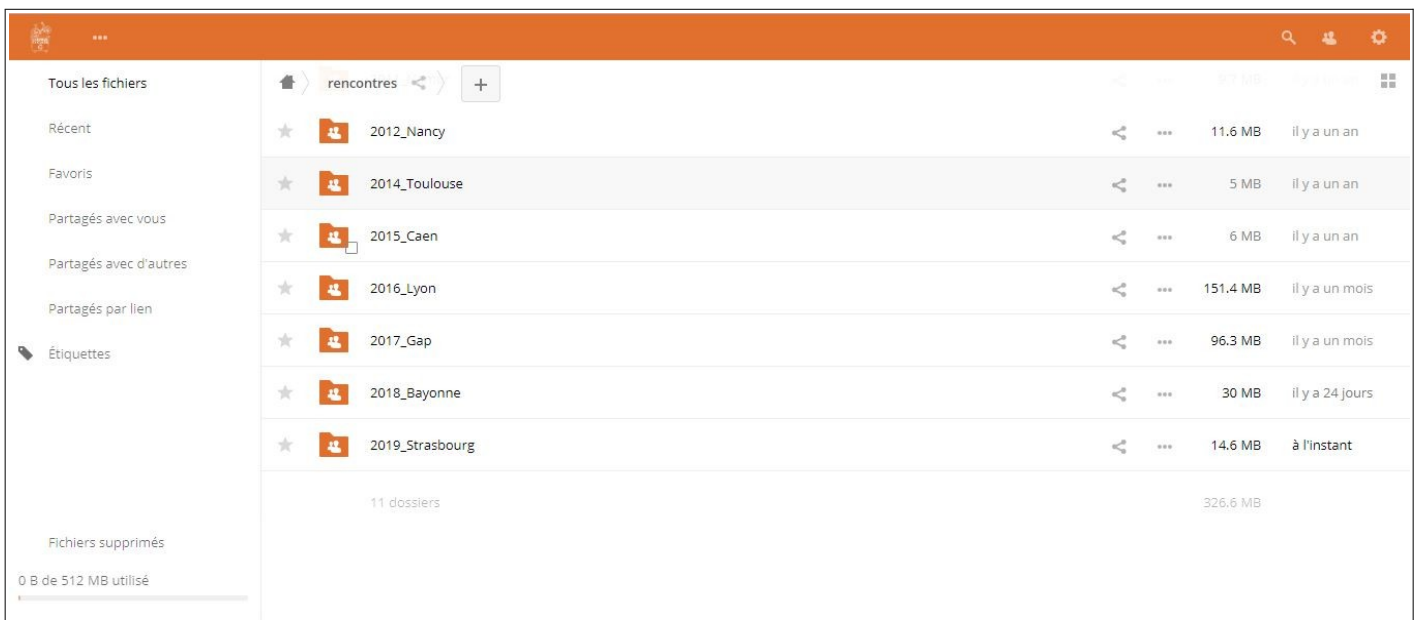 Tous les fichiers
Récent
Favoris
Partagés avec vous
Partagés avec d'autres
Partagés par lien
Étiquettes
Fichiers supprimés
0 B de 512 MB utilisé
rencontres +
2012_Nancy 11.6 MB il y a un an
2014_Toulouse 5 MB il y a un an
2015_Caen 6 MB il y a un an
2016_Lyon 151.4 MB il y a un mois
2017_Gap 96.3 MB il y a un mois
2018_Bayonne 30 MB il y a 24 jours
2019_Strasbourg 14.6 MB à l'instant
11 dossiers 326.6 MB